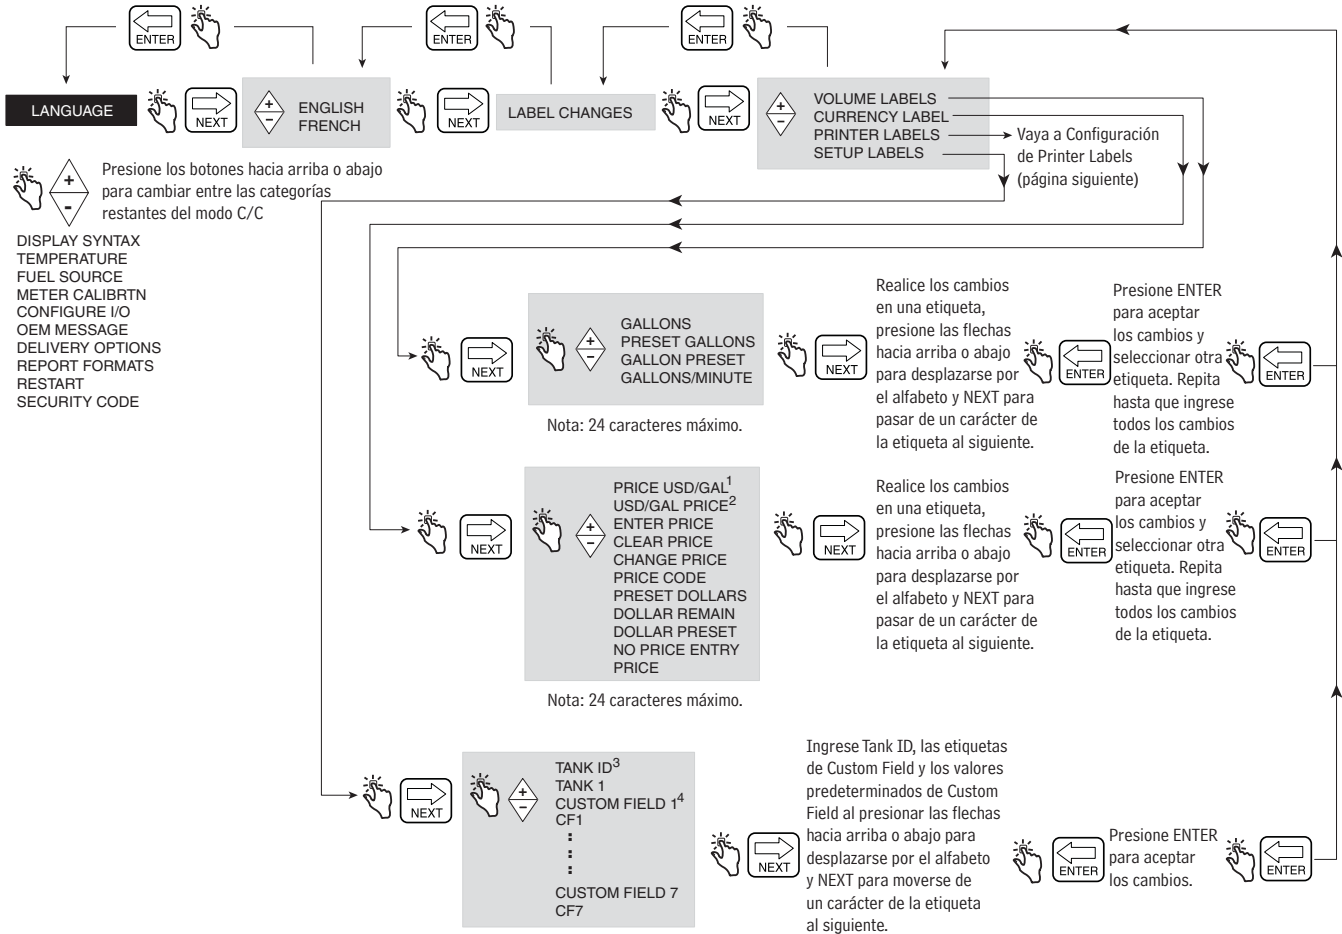 ENTER
ENTER
ENTER
LANGUAGE
NEXT
ENGLISH
FRENCH
NEXT
LABEL CHANGES
NEXT
VOLUME LABELS
CURRENCY LABEL
PRINTER LABELS
SETUP LABELS
Vaya a Configuración
de Printer Labels
(página siguiente)
Presione los botones hacia arriba o abajo
para cambiar entre las categorías
restantes del modo C/C
DISPLAY SYNTAX
TEMPERATURE
FUEL SOURCE
METER CALIBRTN
CONFIGURE I/O
OEM MESSAGE
DELIVERY OPTIONS
REPORT FORMATS
RESTART
SECURITY CODE
NEXT
GALLONS
PRESET GALLONS
GALLON PRESET
GALLONS/MINUTE
Nota: 24 caracteres máximo.
NEXT
Realice los cambios
en una etiqueta,
presione las flechas
hacia arriba o abajo
para desplazarse por
el alfabeto y NEXT para
pasar de un carácter de
la etiqueta al siguiente.
ENTER
Presione ENTER
para aceptar
los cambios y
seleccionar otra
etiqueta. Repita
hasta que ingrese
todos los cambios
de la etiqueta.
ENTER
NEXT
PRICE USD/GAL1
USD/GAL PRICE2
ENTER PRICE
CLEAR PRICE
CHANGE PRICE
PRICE CODE
PRESET DOLLARS
DOLLAR REMAIN
DOLLAR PRESET
NO PRICE ENTRY
PRICE
Nota: 24 caracteres máximo.
NEXT
Realice los cambios
en una etiqueta,
presione las flechas
hacia arriba o abajo
para desplazarse por
el alfabeto y NEXT para
pasar de un carácter de
la etiqueta al siguiente.
ENTER
Presione ENTER
para aceptar
los cambios y
seleccionar otra
etiqueta. Repita
hasta que ingrese
todos los cambios
de la etiqueta.
ENTER
NEXT
TANK ID3
TANK 1
CUSTOM FIELD 14
CF1
CUSTOM FIELD 7
CF7
NEXT
Ingrese Tank ID, las etiquetas
de Custom Field y los valores
predeterminados de Custom
Field al presionar las flechas
hacia arriba o abajo para
desplazarse por el alfabeto
y NEXT para moverse de
un carácter de la etiqueta
al siguiente.
ENTER
Presione ENTER
para aceptar
los cambios.
ENTER